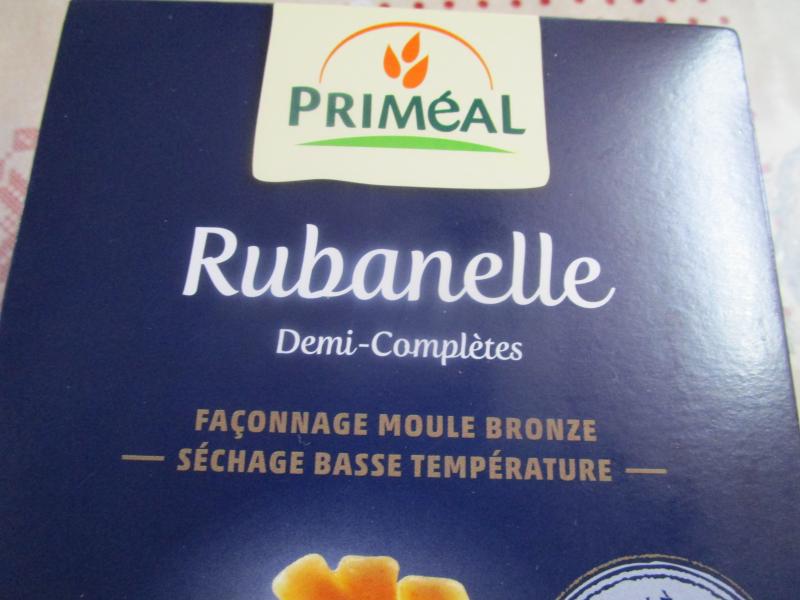 PRIMÉAL
Rubanelle
Demi-Complètes
FAÇONNAGE MOULE BRONZE
SÉCHAGE BASSE TEMPÉRATURE